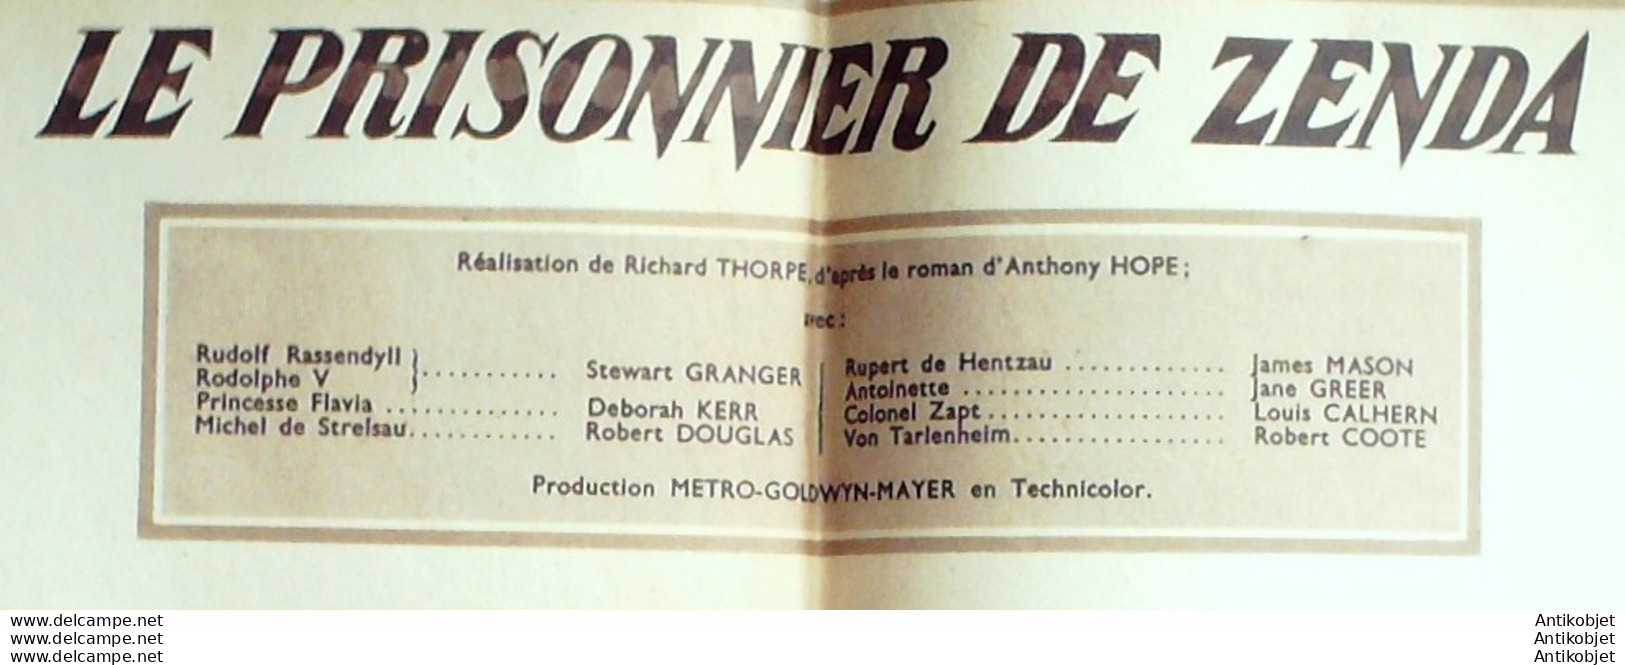 LE PRISONNIER DE ZENDA
Réalisation de Richard THORPE, d'après le roman d'Anthony HOPE ;
avec :
Rudolf Rassendyll } . . . . . . . . . . . Stewart GRANGER
Rodolphe V
Princesse Flavia . . . . . . . . . . . . . . Deborah KERR
Michel de Strelsau. . . . . . . . . . . . Robert DOUGLAS
Rupert de Hentzau . . . . . . . . . . . . . James MASON
Antoinette . . . . . . . . . . . . . . . . . . . . . Jane GREER
Colonel Zapt . . . . . . . . . . . . . . . . . . . Louis CALHERN
Von Tarlenheim. . . . . . . . . . . . . . . . . Robert COOTE
Production METRO-GOLDWYN-MAYER en Technicolor.
www.delcampe.net
www.delcampe.net
www.delcampe.net
Antikobjet
Antikobjet
Antikobjet